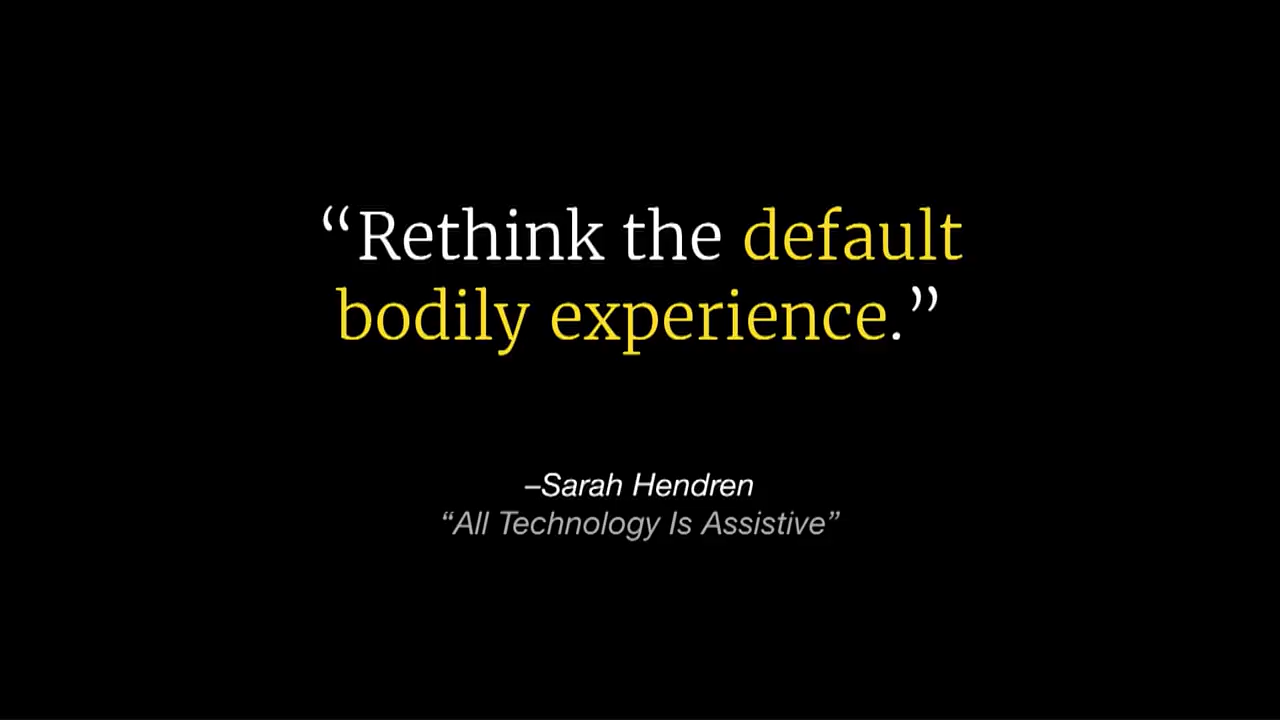 “Rethink the default
bodily experience.”
–Sarah Hendren
“All Technology Is Assistive”